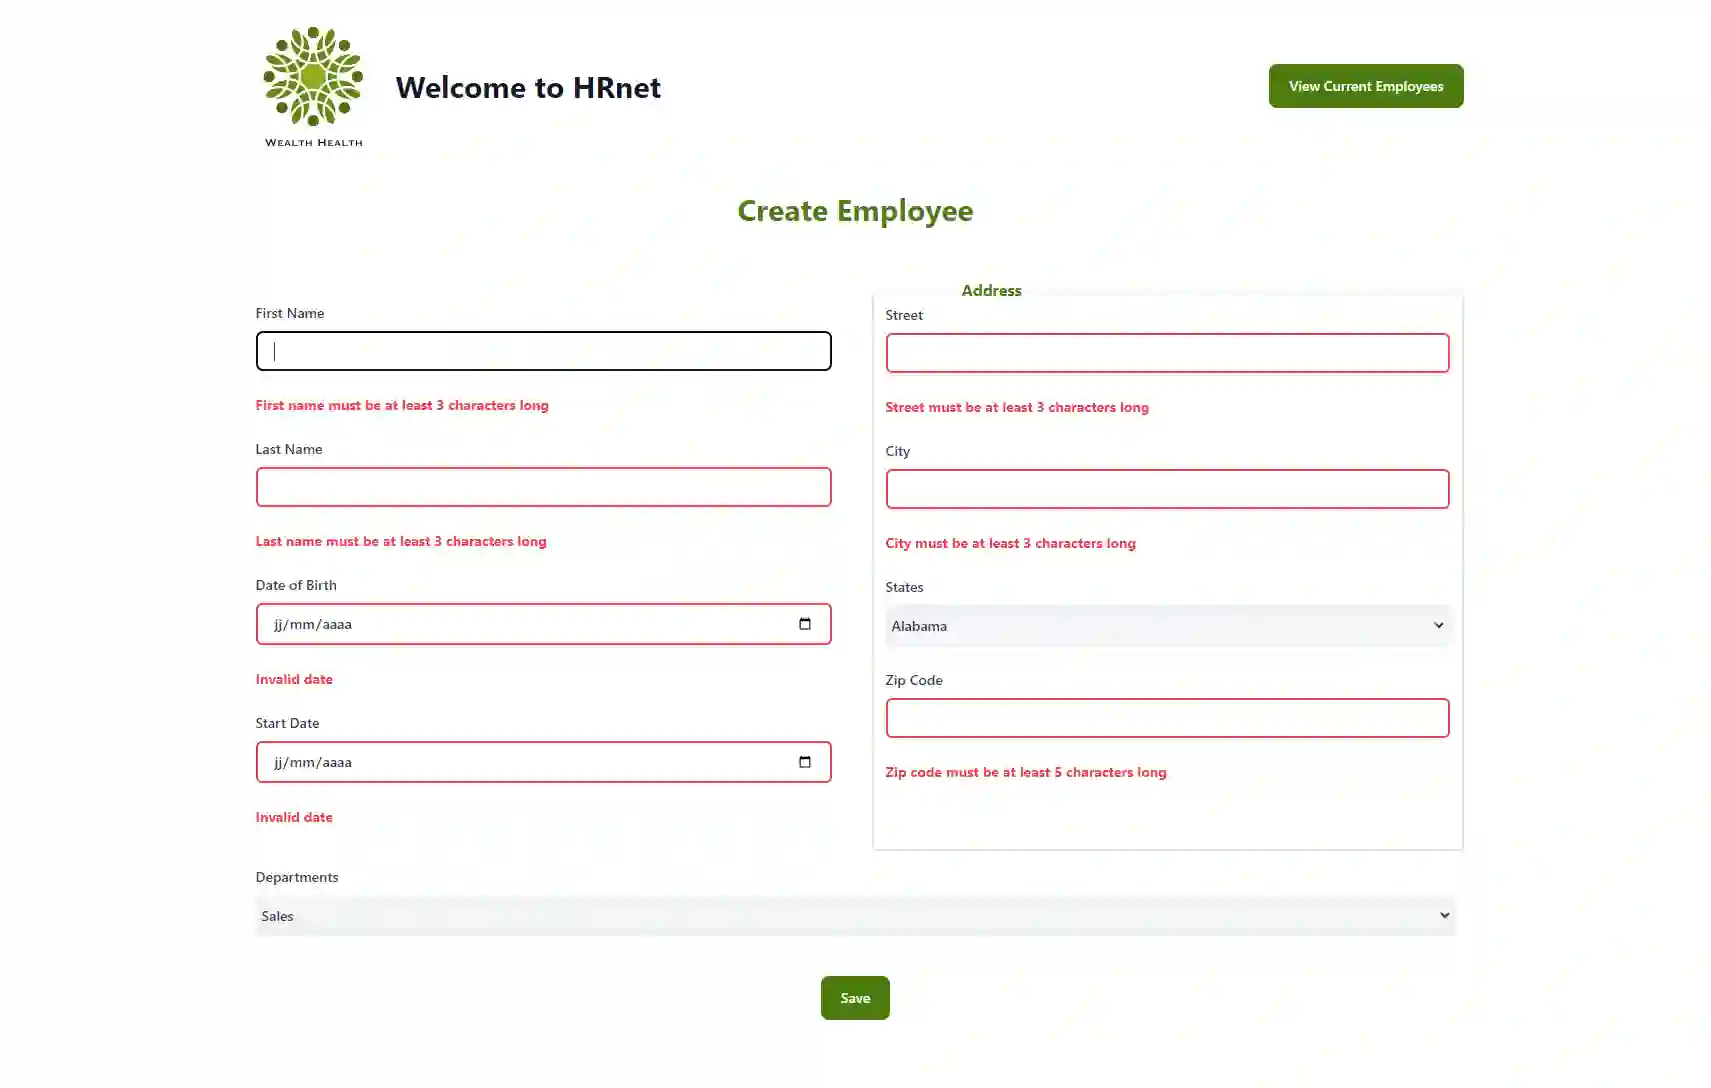 WEALTH HEALTH
Welcome to HRnet
View Current Employees
Create Employee
First Name
First name must be at least 3 characters long
Last Name
Last name must be at least 3 characters long
Date of Birth
jj/mm/aaaa
Invalid date
Start Date
jj/mm/aaaa
Invalid date
Address
Street
Street must be at least 3 characters long
City
City must be at least 3 characters long
States
Alabama
Zip Code
Zip code must be at least 5 characters long
Departments
Sales
Save